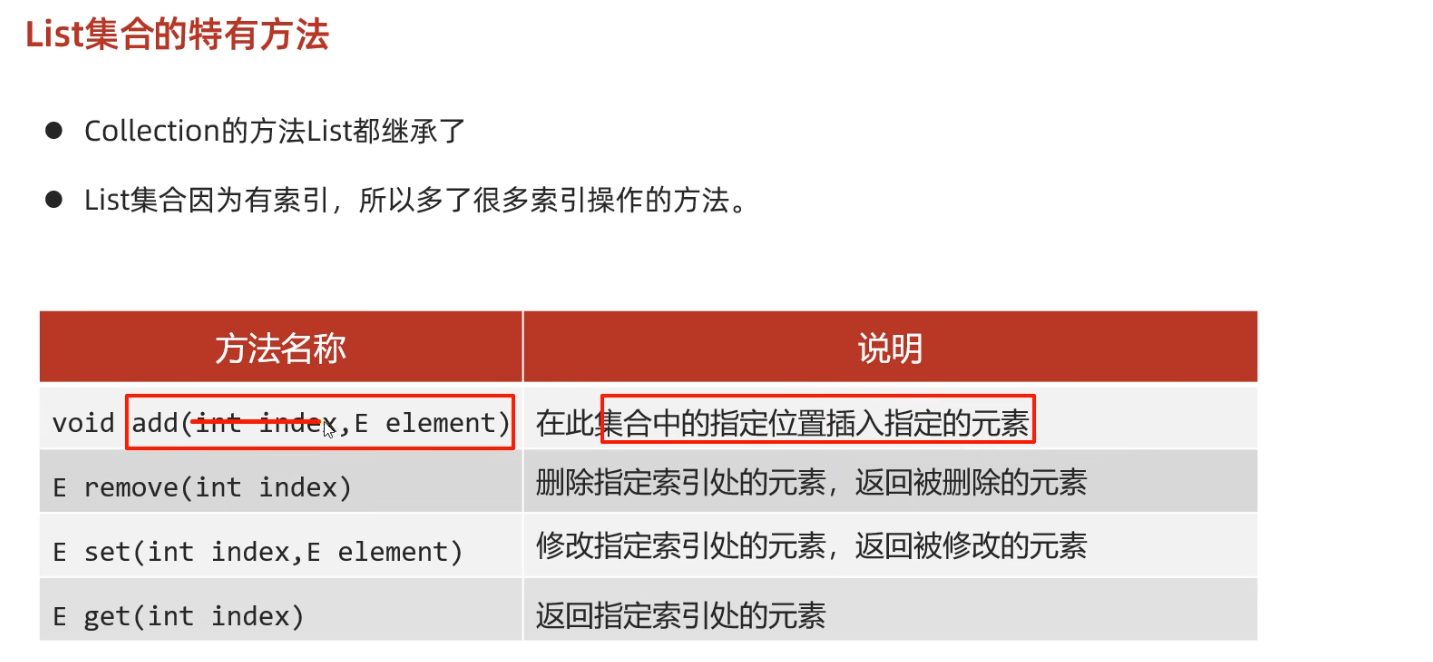 List集合的特有方法
● Collection的方法List都继承了
● List集合因为有索引，所以多了很多索引操作的方法。
方法名称 说明
void add(int index,E element) 在此集合中的指定位置插入指定的元素
E remove(int index) 删除指定索引处的元素，返回被删除的元素
E set(int index,E element) 修改指定索引处的元素，返回被修改的元素
E get(int index) 返回指定索引处的元素